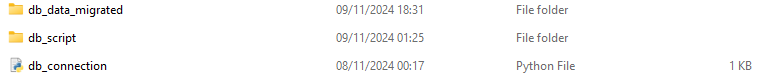 db_data_migrated 09/11/2024 18:31 File folder
db_script 09/11/2024 01:25 File folder
db_connection 08/11/2024 00:17 Python File 1 KB